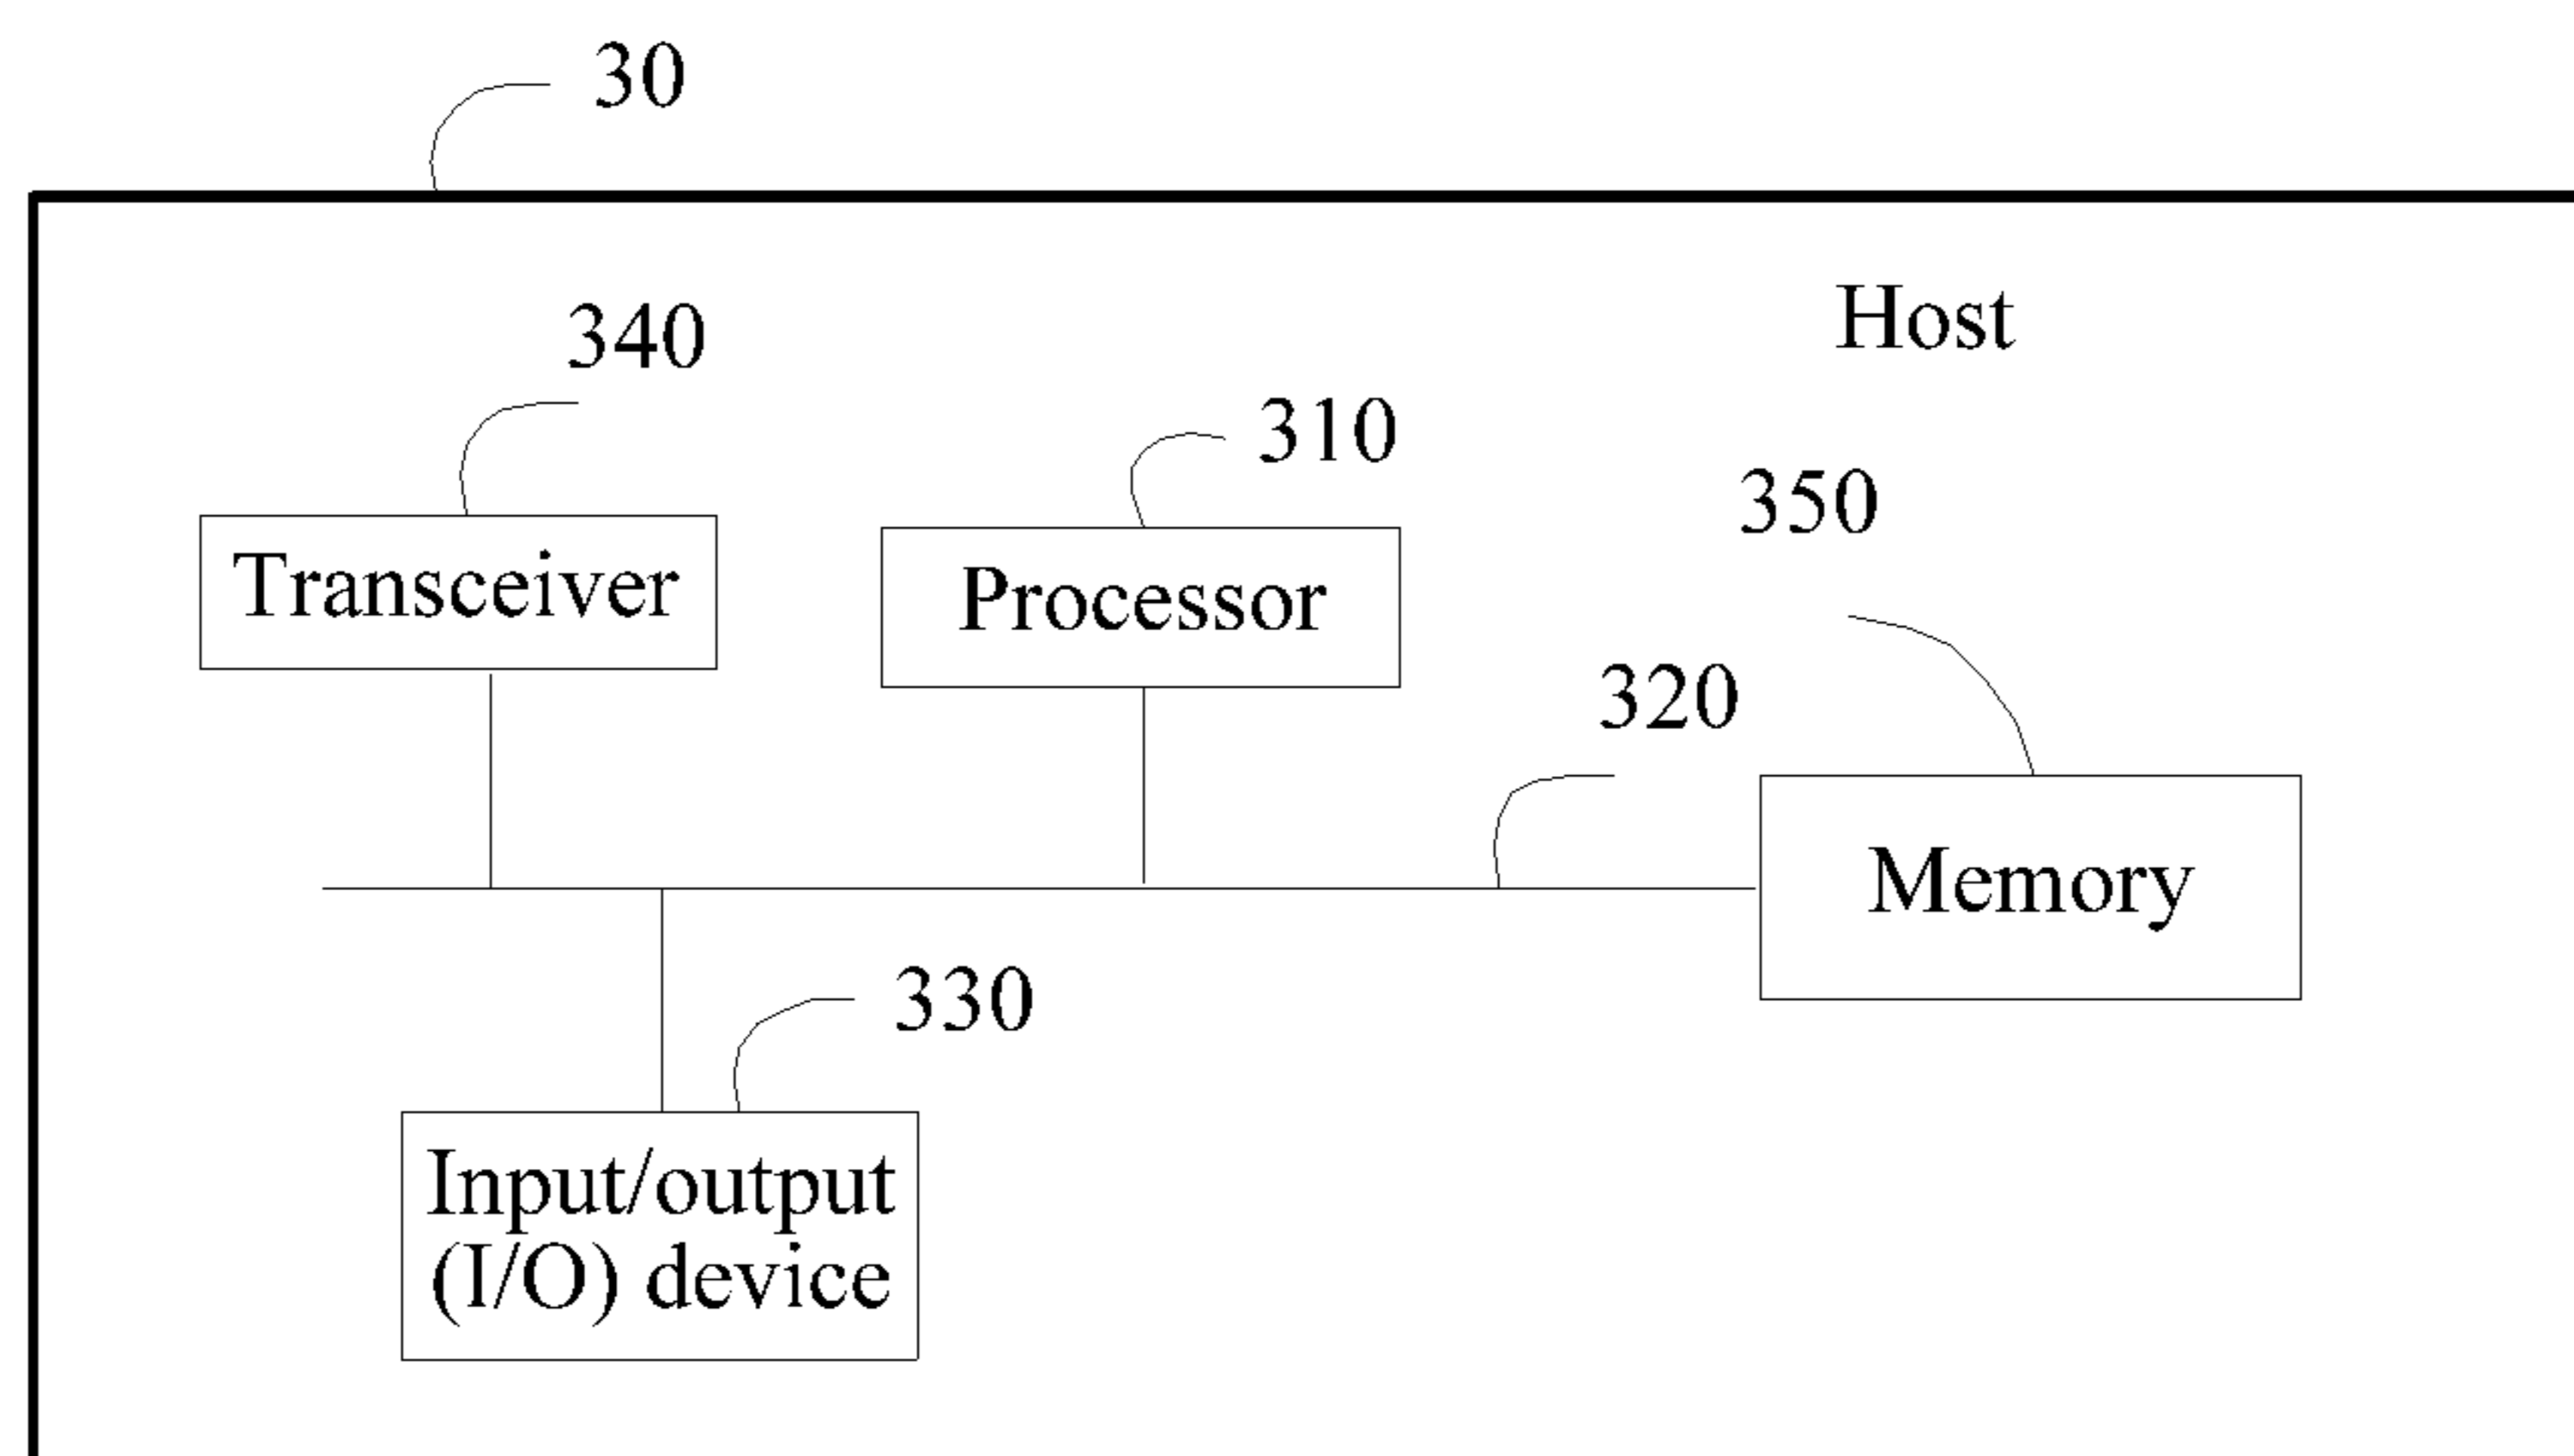 30
Host
340
310
350
Transceiver
Processor
320
Memory
330
Input/output
(I/O) device